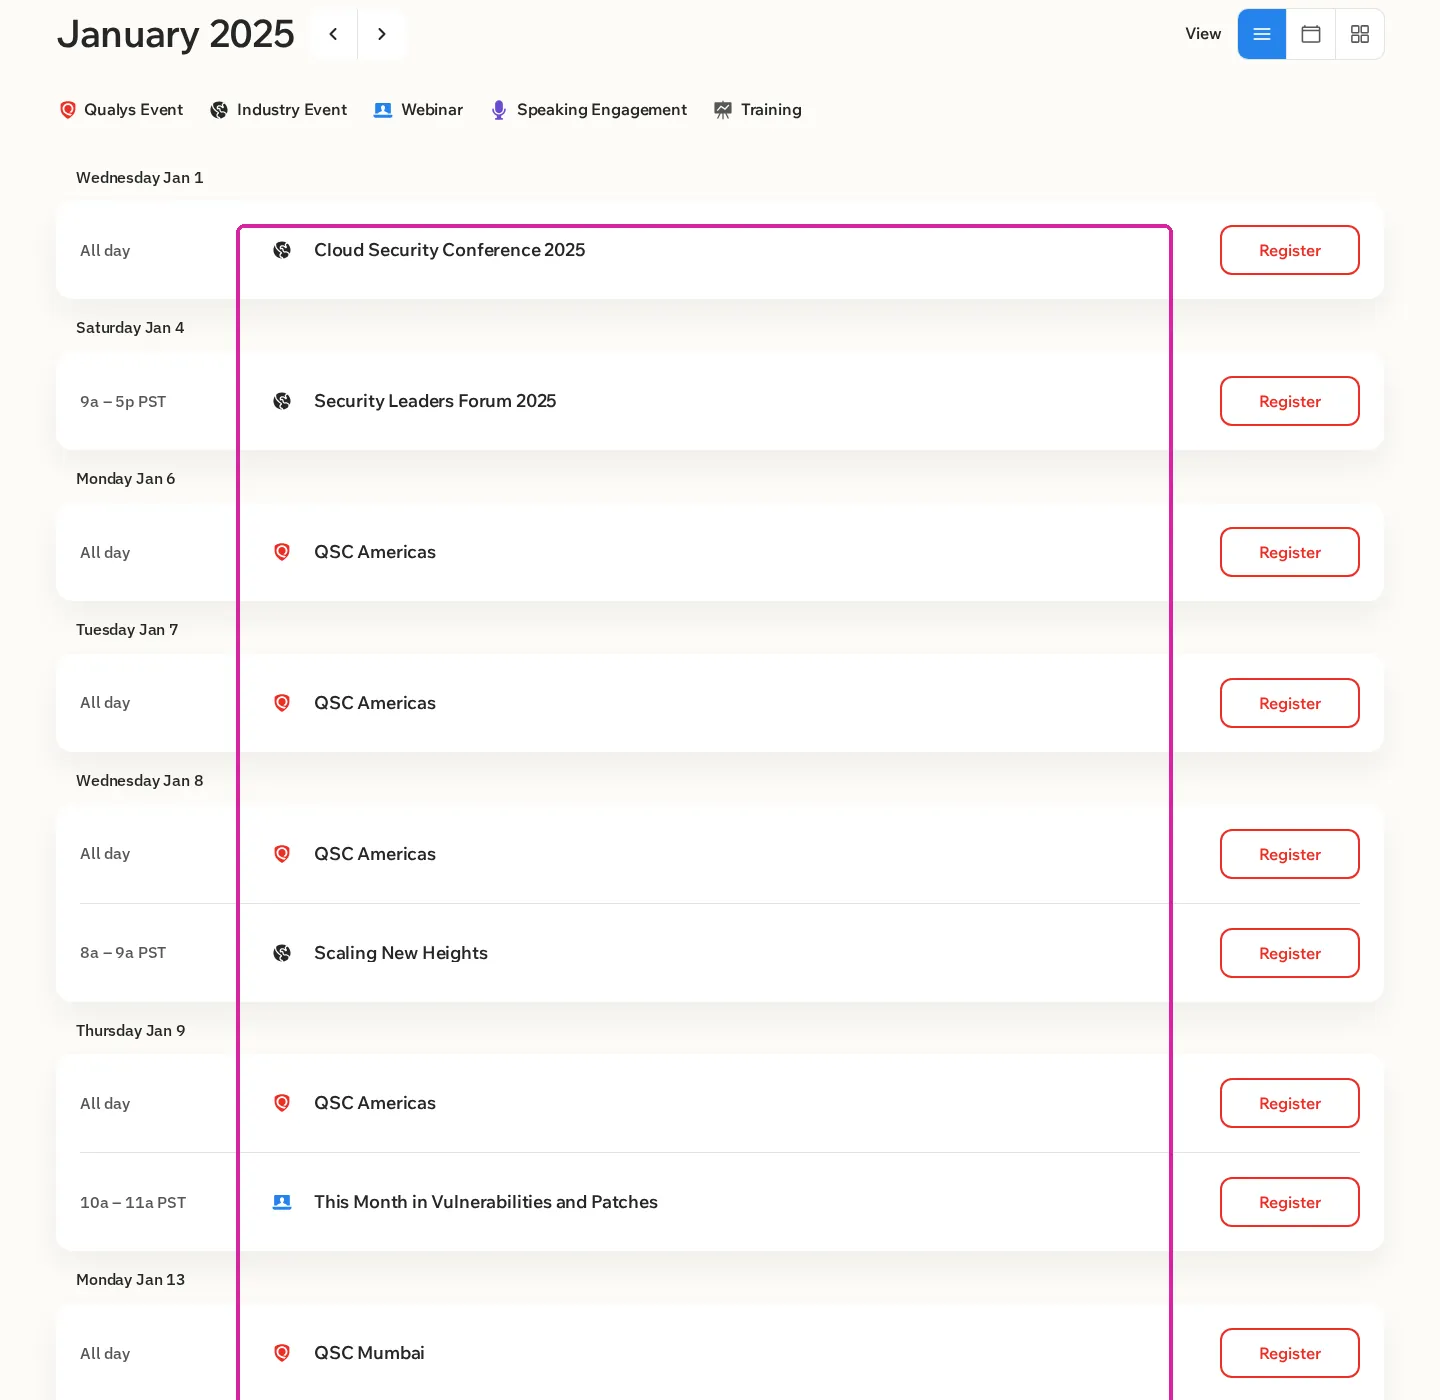 January 2025
View
Qualys Event Industry Event Webinar Speaking Engagement Training
Wednesday Jan 1
All day Cloud Security Conference 2025 Register
Saturday Jan 4
9a – 5p PST Security Leaders Forum 2025 Register
Monday Jan 6
All day QSC Americas Register
Tuesday Jan 7
All day QSC Americas Register
Wednesday Jan 8
All day QSC Americas Register
8a – 9a PST Scaling New Heights Register
Thursday Jan 9
All day QSC Americas Register
10a – 11a PST This Month in Vulnerabilities and Patches Register
Monday Jan 13
All day QSC Mumbai Register